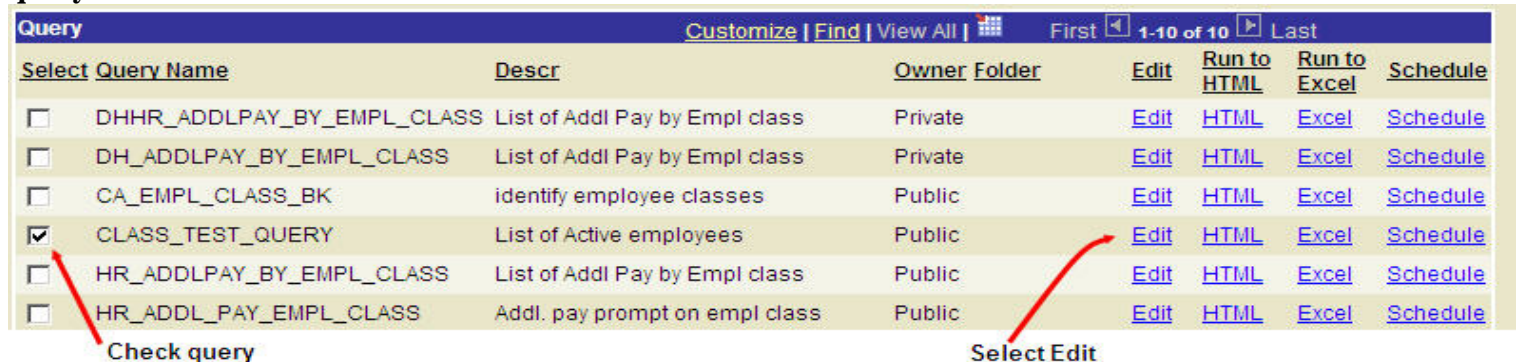 Query Customize | Find | View All | First 1-10 of 10 Last
Select Query Name Descr Owner Folder Edit Run to HTML Run to Excel Schedule
DHHR_ADDLPAY_BY_EMPL_CLASS List of Addl Pay by Empl class Private Edit HTML Excel Schedule
DH_ADDLPAY_BY_EMPL_CLASS List of Addl Pay by Empl class Private Edit HTML Excel Schedule
CA_EMPL_CLASS_BK identify employee classes Public Edit HTML Excel Schedule
CLASS_TEST_QUERY List of Active employees Public Edit HTML Excel Schedule
HR_ADDLPAY_BY_EMPL_CLASS List of Addl Pay by Empl class Public Edit HTML Excel Schedule
HR_ADDL_PAY_EMPL_CLASS Addl. pay prompt on empl class Public Edit HTML Excel Schedule
Check query Select Edit